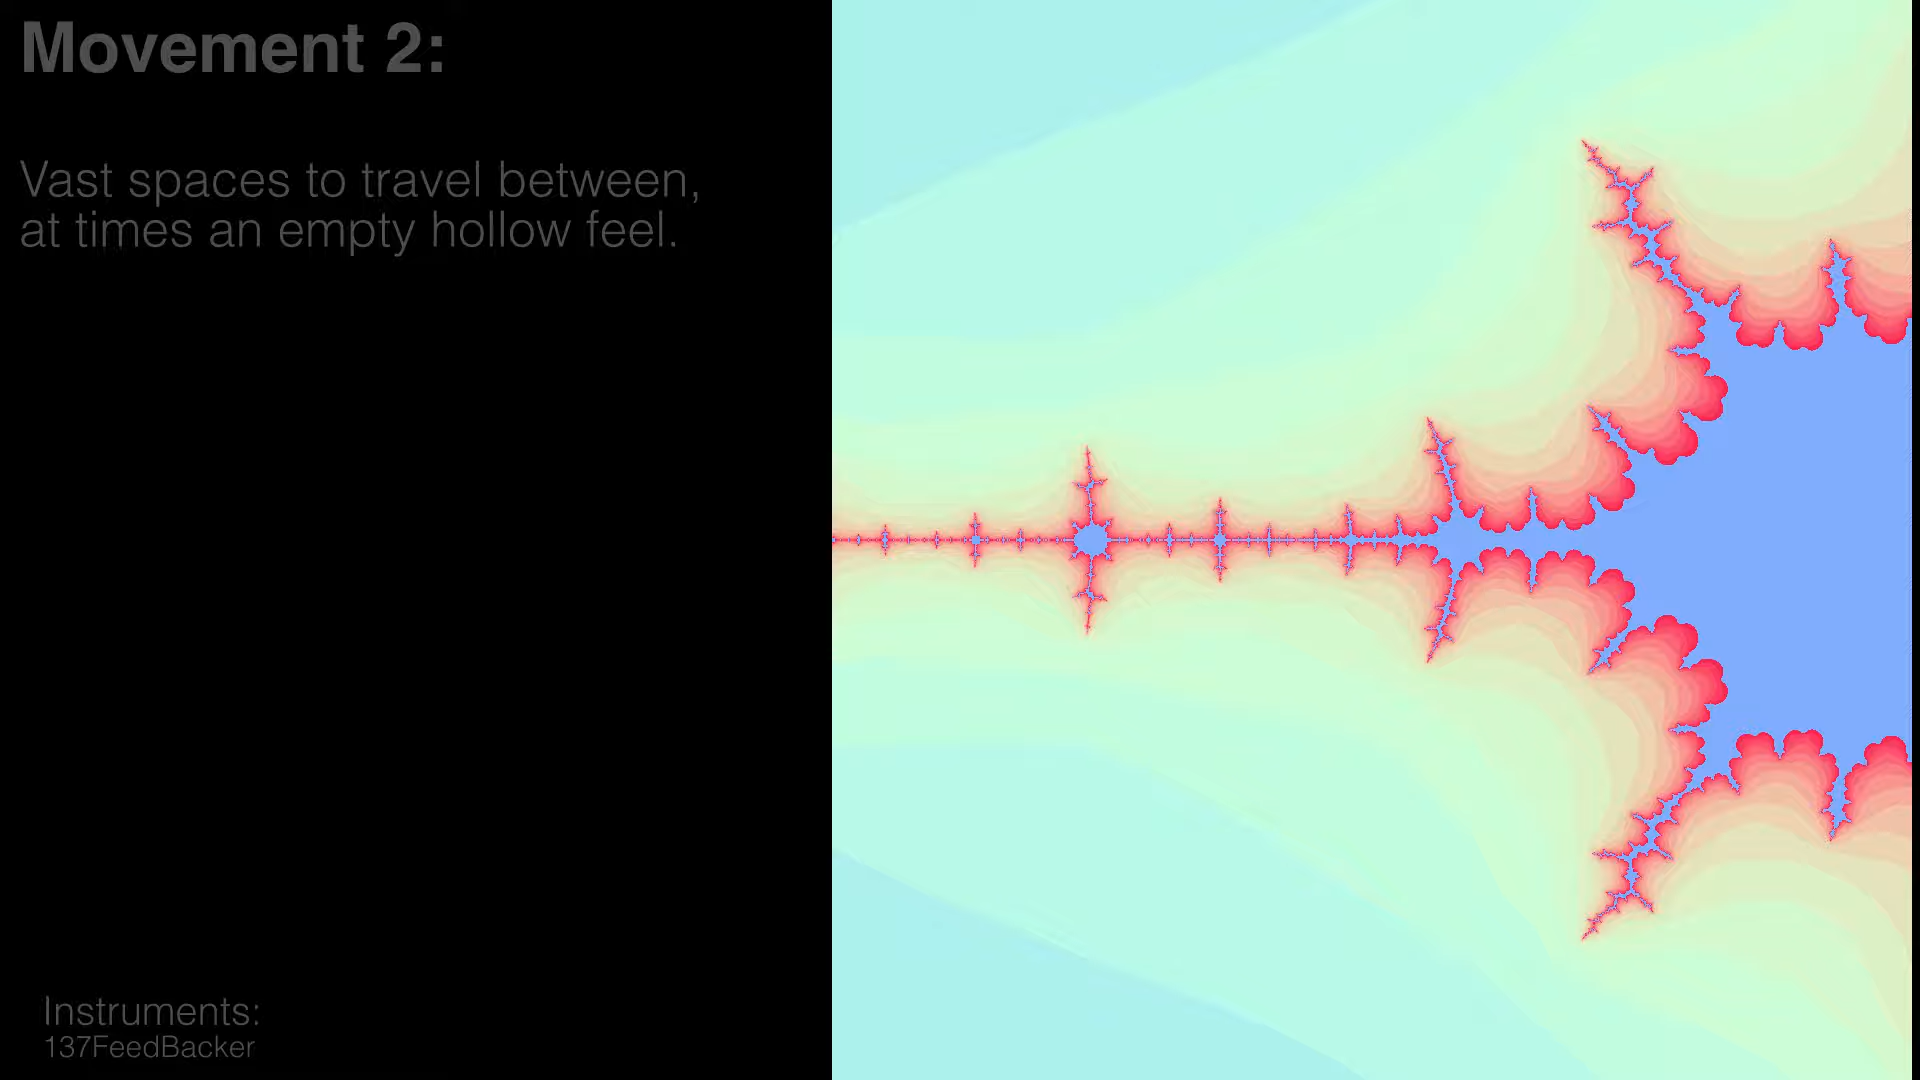 Movement 2:
Vast spaces to travel between,
at times an empty hollow feel.
Instruments:
137FeedBacker